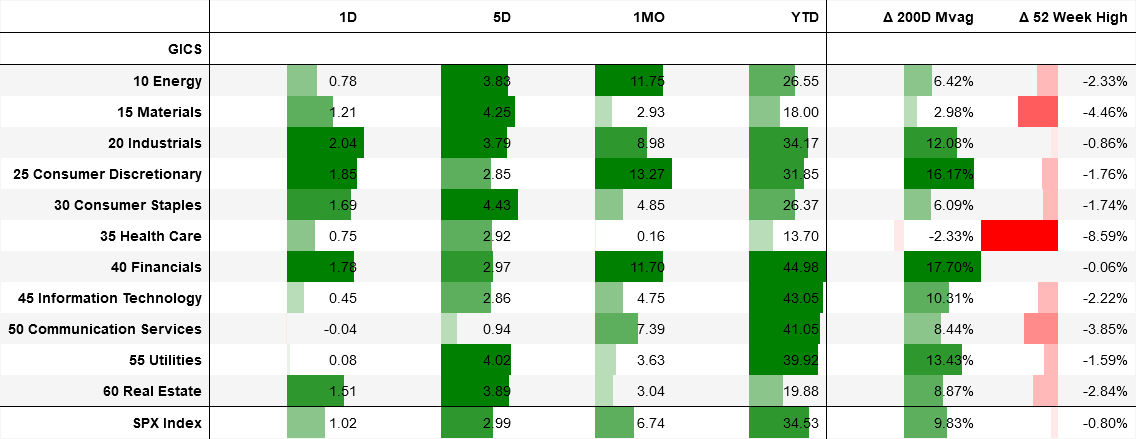 1D 5D 1MO YTD Δ 200D Mvag Δ 52 Week High
GICS
10 Energy 0.78 3.83 11.75 26.55 6.42% -2.33%
15 Materials 1.21 4.25 2.93 18.00 2.98% -4.46%
20 Industrials 2.04 3.79 8.98 34.17 12.08% -0.86%
25 Consumer Discretionary 1.85 2.85 13.27 31.85 16.17% -1.76%
30 Consumer Staples 1.69 4.43 4.85 26.37 6.09% -1.74%
35 Health Care 0.75 2.92 0.16 13.70 -2.33% -8.59%
40 Financials 1.78 2.97 11.70 44.98 17.70% -0.06%
45 Information Technology 0.45 2.86 4.75 43.05 10.31% -2.22%
50 Communication Services -0.04 0.94 7.39 41.05 8.44% -3.85%
55 Utilities 0.08 4.02 3.63 39.92 13.43% -1.59%
60 Real Estate 1.51 3.89 3.04 19.88 8.87% -2.84%
SPX Index 1.02 2.99 6.74 34.53 9.83% -0.80%